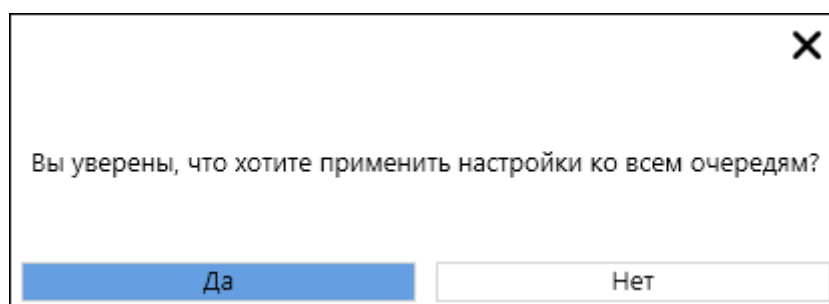 Вы уверены, что хотите применить настройки ко всем очередям?
Да
Нет